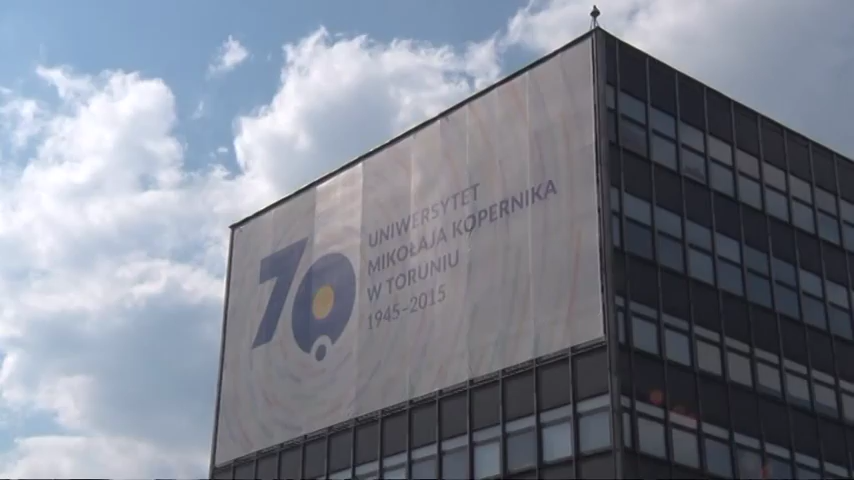 70
UNIWERSYTET
MIKOŁAJA KOPERNIKA
W TORUNIU
1945–2015